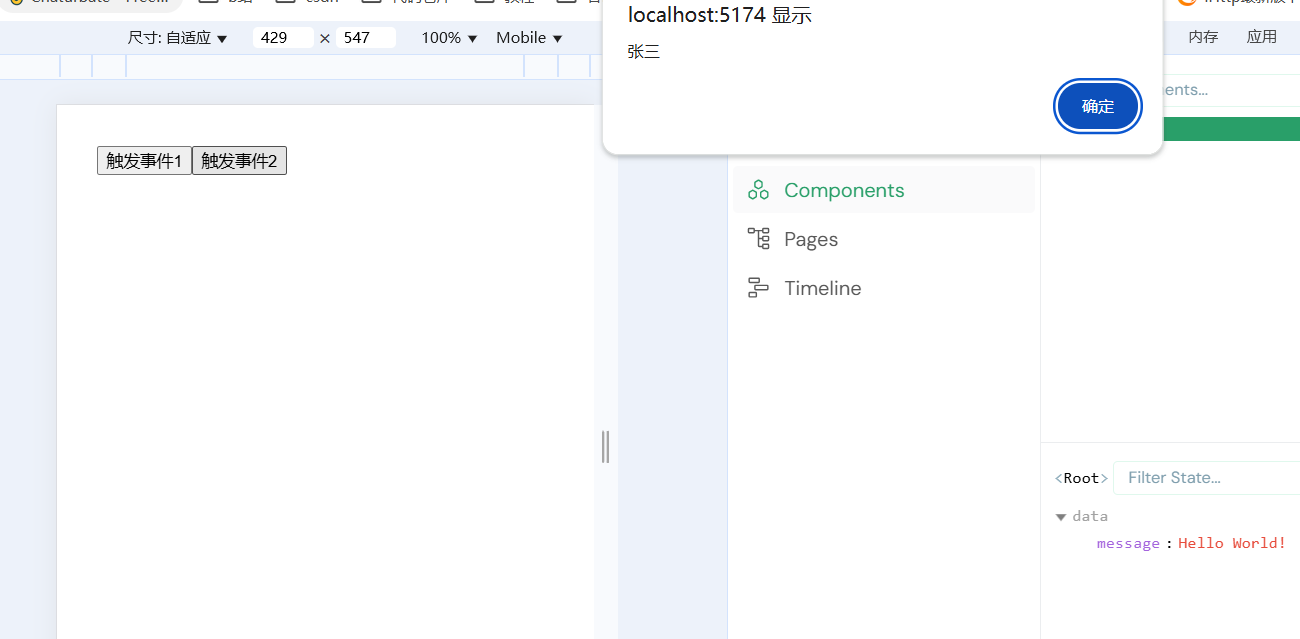 localhost:5174 显示
张三
确定
尺寸: 自适应 ▼ 429 × 547 100% ▼ Mobile ▼
内存 应用
ents...
触发事件1 触发事件2
Components
Pages
Timeline
<Root> Filter State...
▼ data
message : Hello World!